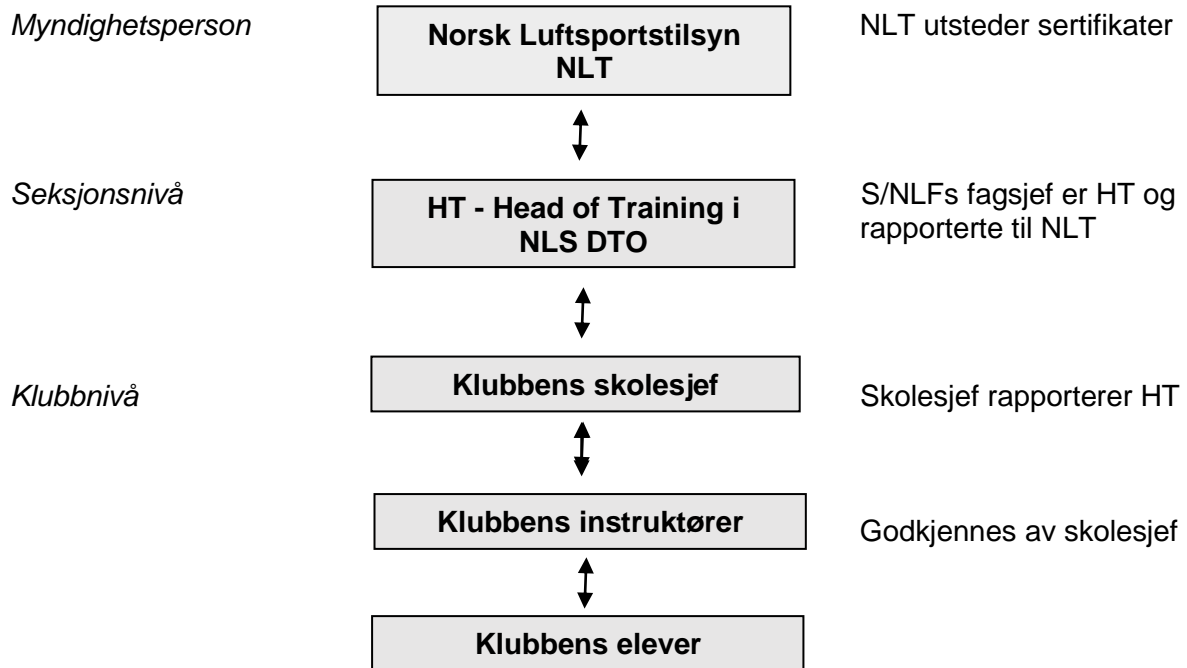 Myndighetsperson
Norsk Luftsportstilsyn
NLT
NLT utsteder sertifikater
Seksjonsnivå
HT - Head of Training i
NLS DTO
S/NLFs fagsjef er HT og
rapporterte til NLT
Klubbnivå
Klubbens skolesjef
Skolesjef rapporterer HT
Klubbens instruktører
Godkjennes av skolesjef
Klubbens elever